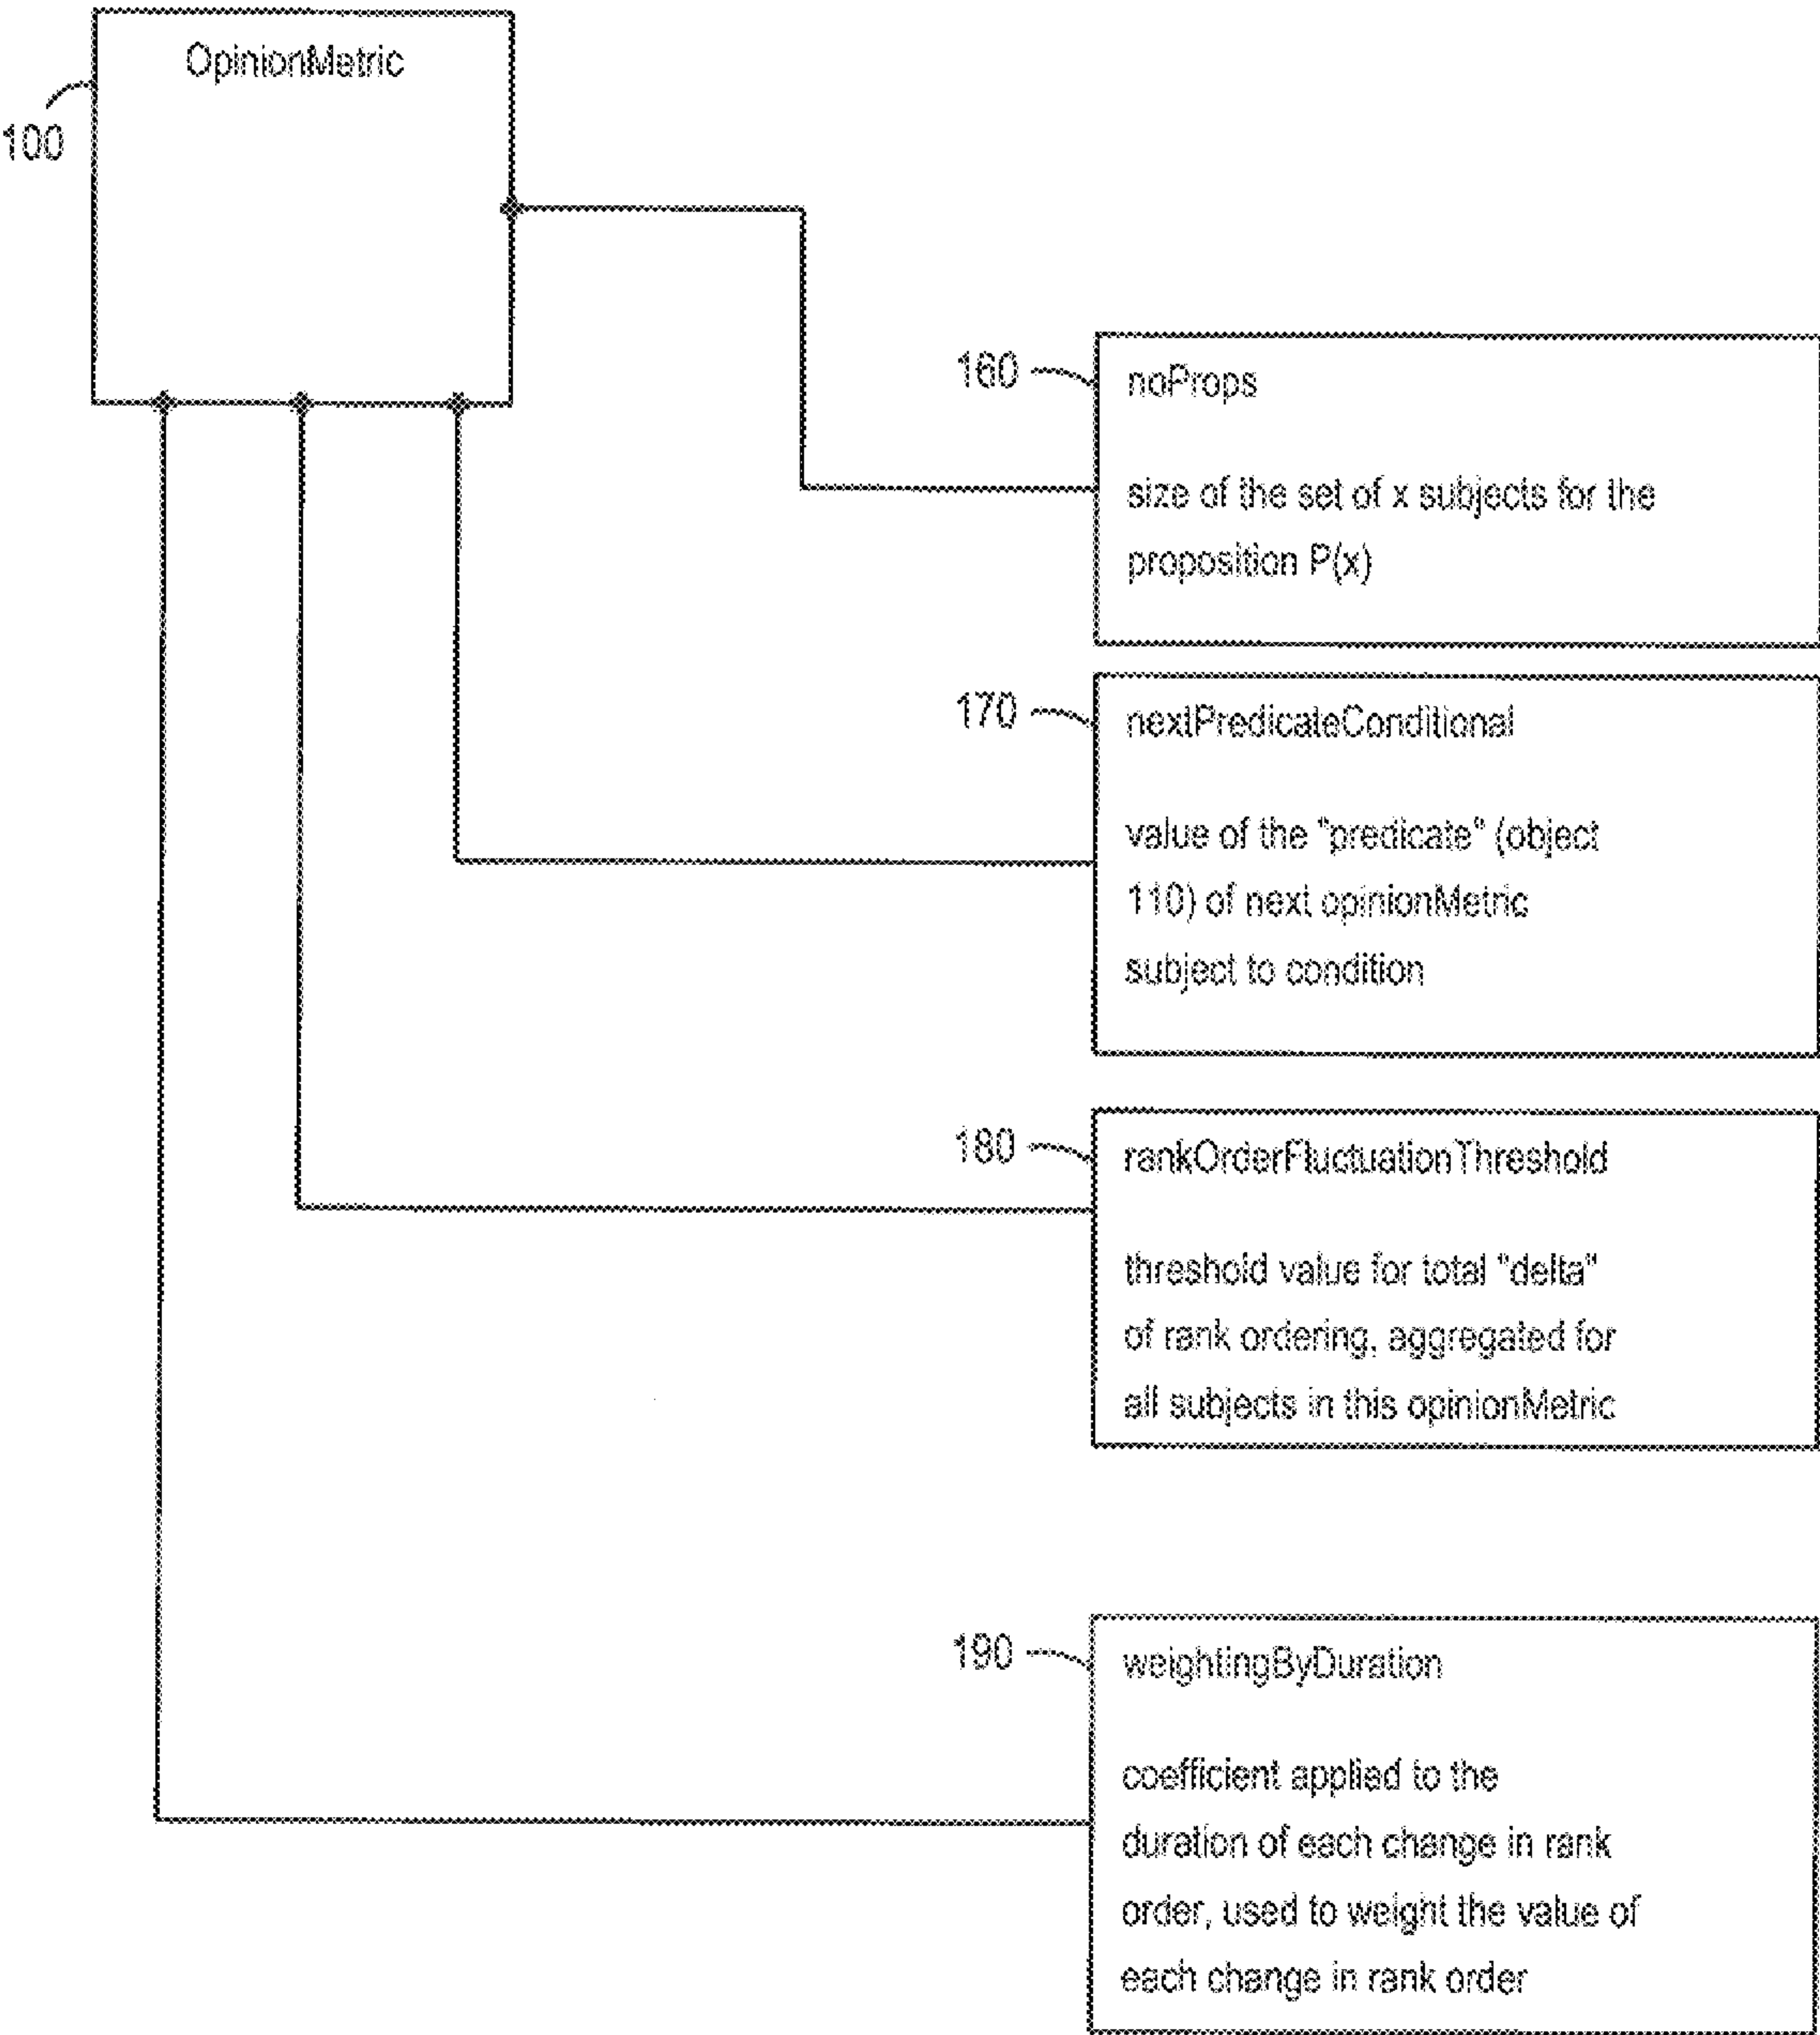 OpinionMetric
100
160
noProps
size of the set of x subjects for the
proposition P(x)
170
nextPredicateConditional
value of the "predicate" (object
110) of next opinionMetric
subject to condition
180
rankOrderFluctuationThreshold
threshold value for total "delta"
of rank ordering, aggregated for
all subjects in this opinionMetric
190
weightingByDuration
coefficient applied to the
duration of each change in rank
order, used to weight the value of
each change in rank order